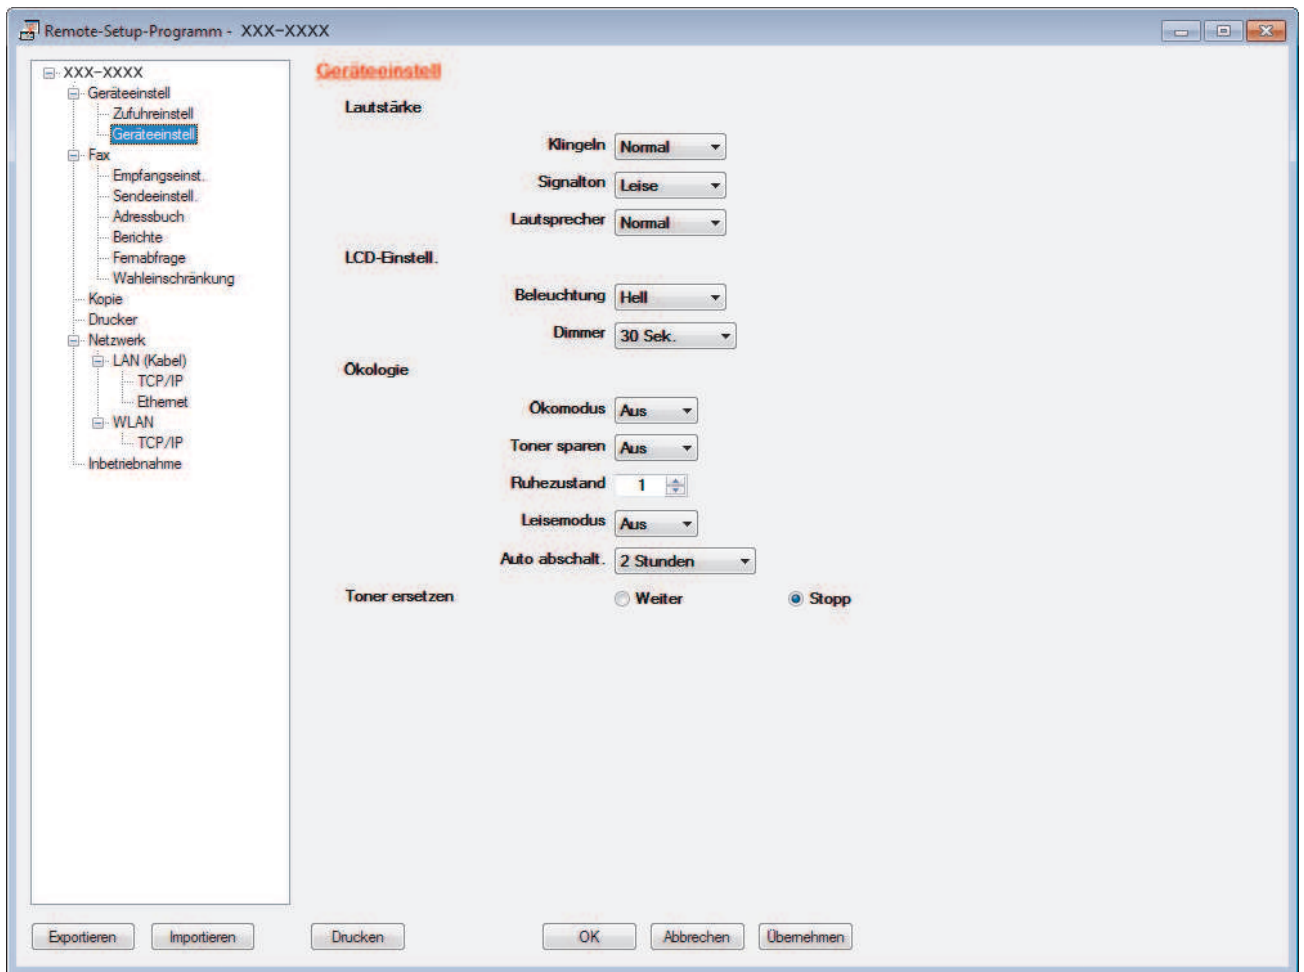 Remote-Setup-Programm - XXX-XXXX
XXX-XXXX
Geräteeinstell
Zufuhreinstell
Geräteeinstell
Fax
Empfangseinst.
Sendeeinstell.
Adressbuch
Berichte
Fernabfrage
Wahleinschränkung
Kopie
Drucker
Netzwerk
LAN (Kabel)
TCP/IP
Ethernet
WLAN
TCP/IP
Inbetriebnahme
Geräteeinstell
Lautstärke
Klingeln Normal
Signalton Leise
Lautsprecher Normal
LCD-Einstell.
Beleuchtung Hell
Dimmer 30 Sek.
Ökologie
Ökomodus Aus
Toner sparen Aus
Ruhezustand 1
Leisemodus Aus
Auto abschalt. 2 Stunden
Toner ersetzen Weiter Stopp
Exportieren Importieren Drucken OK Abbrechen Übernehmen